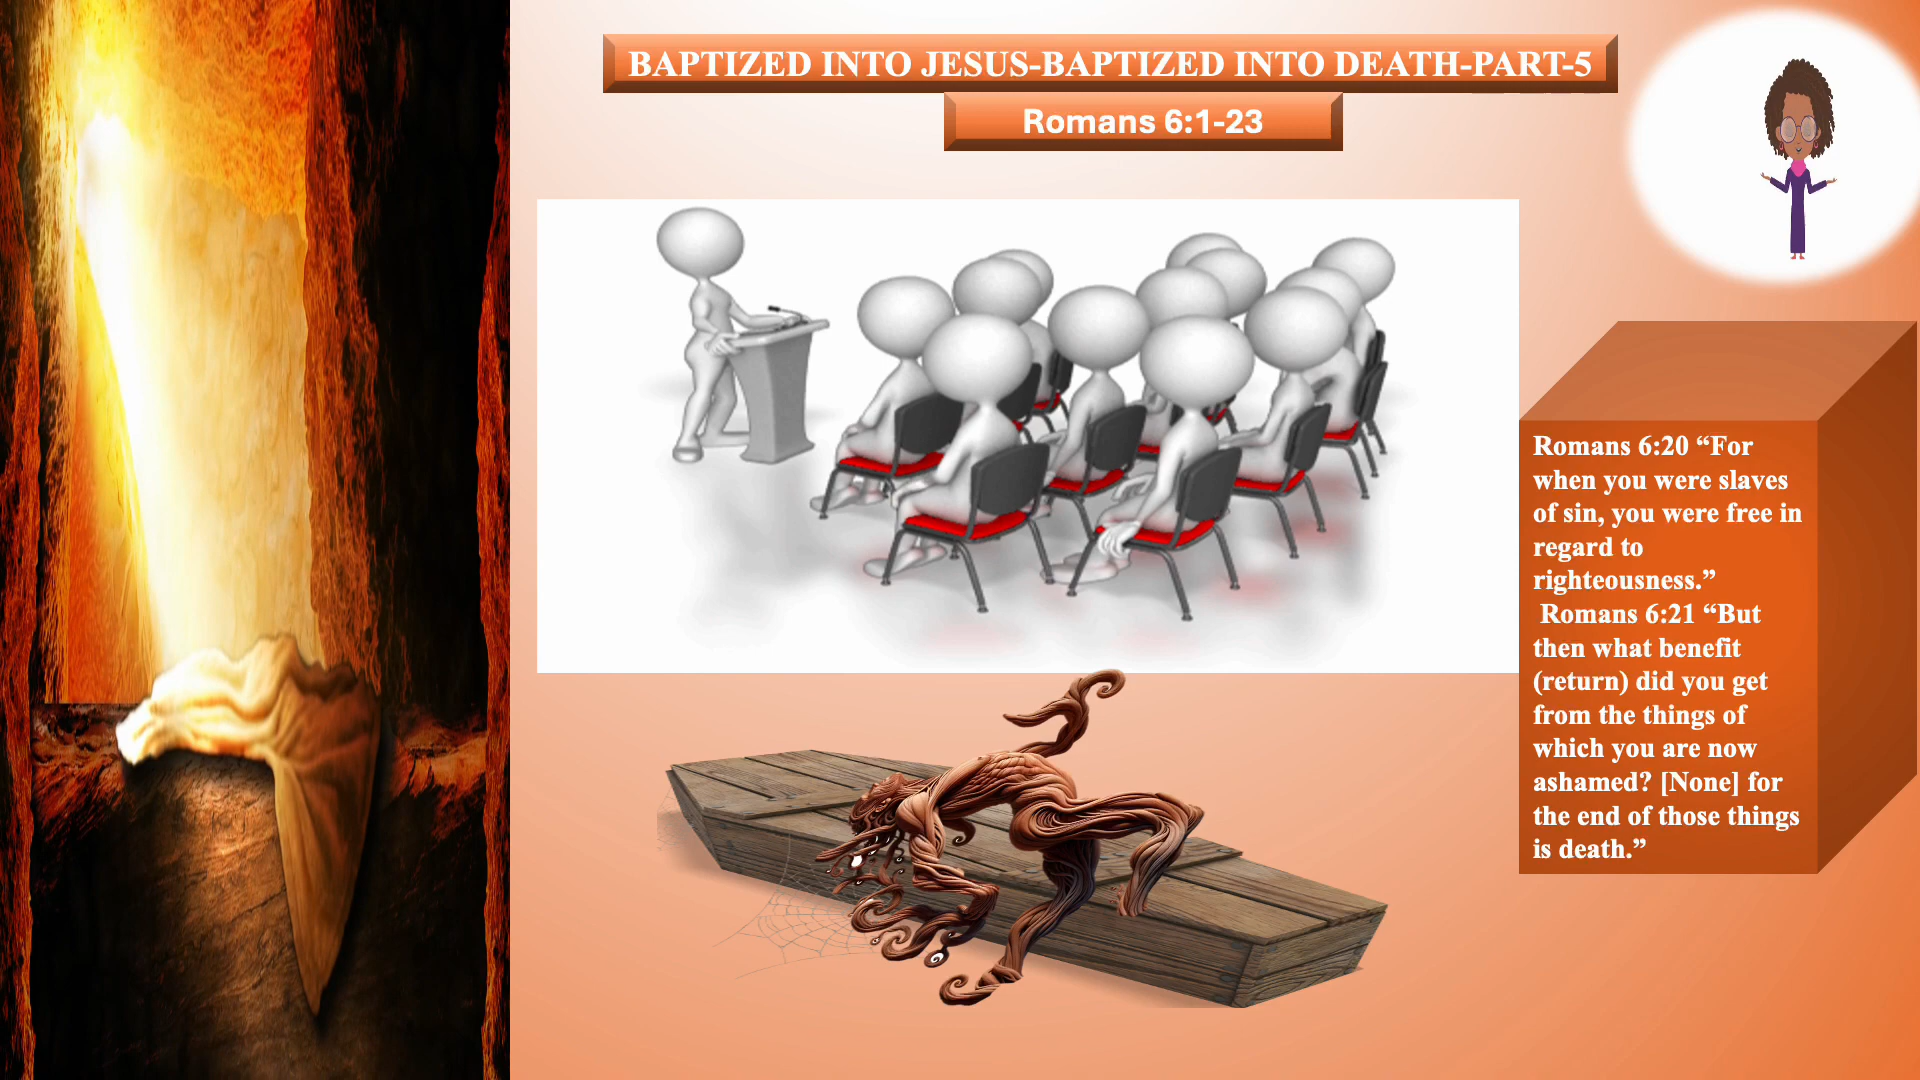 BAPTIZED INTO JESUS-BAPTIZED INTO DEATH-PART-5
Romans 6:1-23
Romans 6:20 “For
when you were slaves
of sin, you were free in
regard to
righteousness.”
Romans 6:21 “But
then what benefit
(return) did you get
from the things of
which you are now
ashamed? [None] for
the end of those things
is death.”